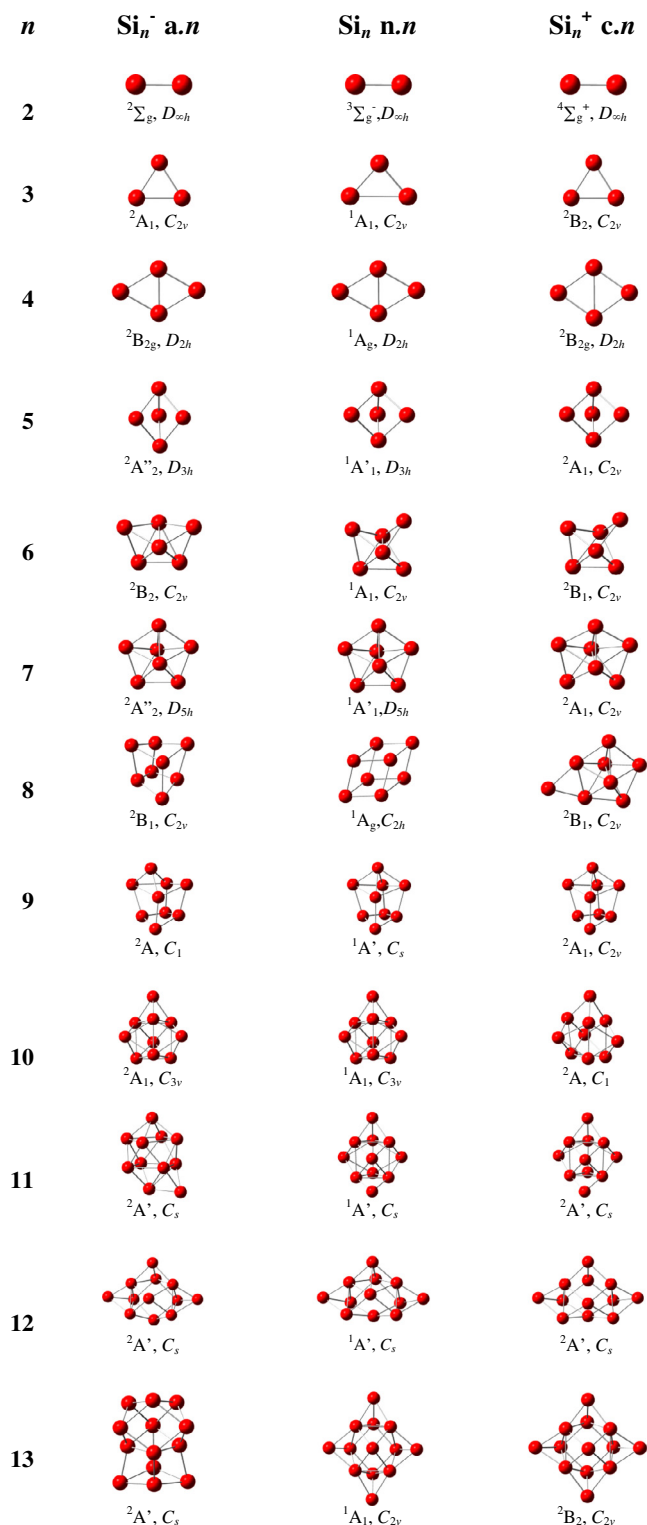 n Siₙ⁻ a.n Siₙ n.n Siₙ⁺ c.n
2
²Σg, D∞h ³Σg⁻,D∞h ⁴Σg⁺, D∞h
3
²A₁, C₂ᵥ ¹A₁, C₂ᵥ ²B₂, C₂ᵥ
4
²B₂g, D₂h ¹Ag, D₂h ²B₂g, D₂h
5
²A”₂, D₃h ¹A’₁, D₃h ²A₁, C₂ᵥ
6
²B₂, C₂ᵥ ¹A₁, C₂ᵥ ²B₁, C₂ᵥ
7
²A”₂, D₅h ¹A’₁,D₅h ²A₁, C₂ᵥ
8
²B₁, C₂ᵥ ¹Ag,C₂h ²B₁, C₂ᵥ
9
²A, C₁ ¹A’, Cₛ ²A₁, C₂ᵥ
10
²A₁, C₃ᵥ ¹A₁, C₃ᵥ ²A, C₁
11
²A’, Cₛ ¹A’, Cₛ ²A’, Cₛ
12
²A’, Cₛ ¹A’, Cₛ ²A’, Cₛ
13
²A’, Cₛ ¹A₁, C₂ᵥ ²B₂, C₂ᵥ